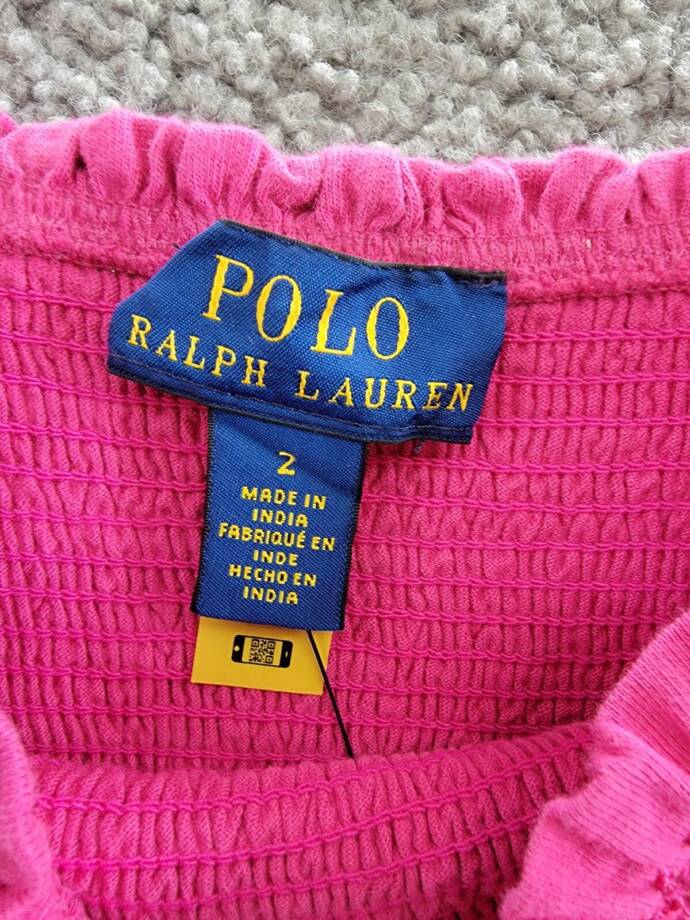 POLO
RALPH LAUREN
2
MADE IN
INDIA
FABRIQUÉ EN
INDE
HECHO EN
INDIA